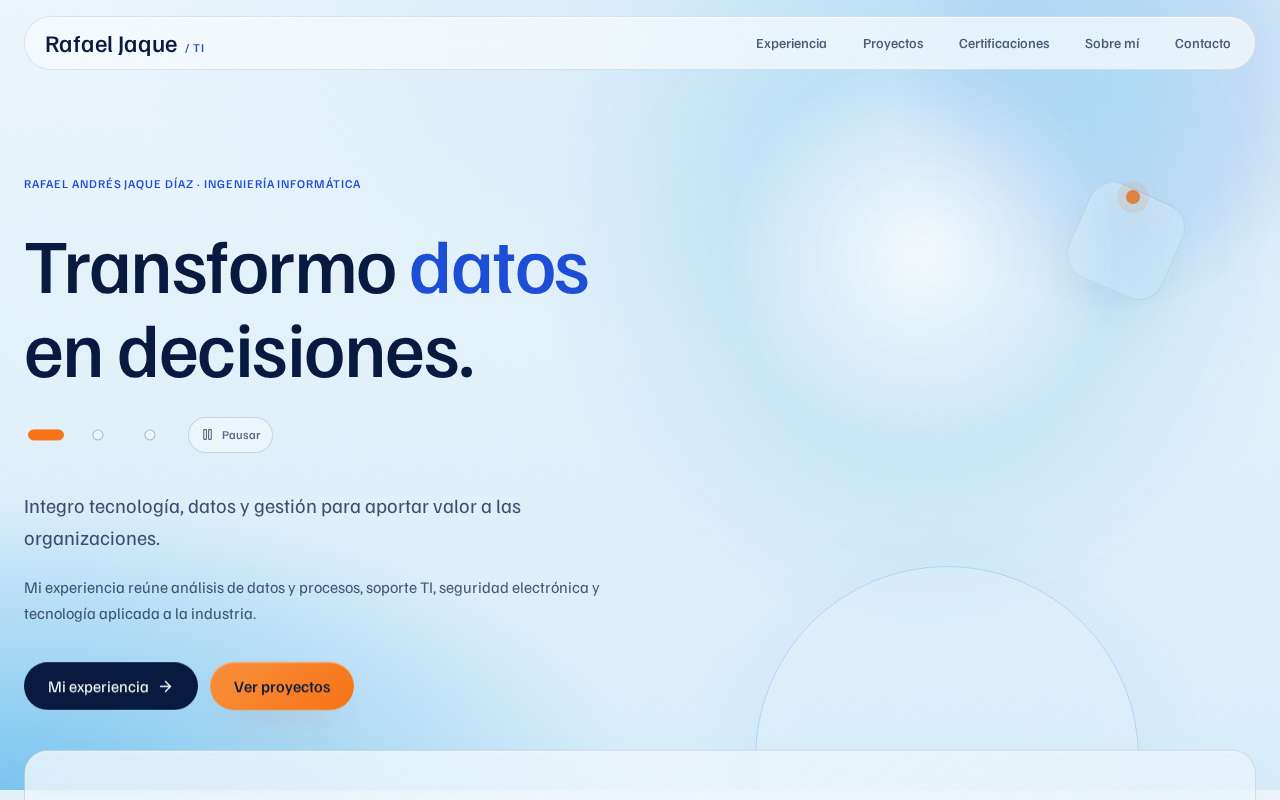 Rafael Jaque / TI
Experiencia
Proyectos
Certificaciones
Sobre mí
Contacto
RAFAEL ANDRÉS JAQUE DÍAZ · INGENIERÍA INFORMÁTICA
Transformo datos
en decisiones.
Pausar
Integro tecnología, datos y gestión para aportar valor a las
organizaciones.
Mi experiencia reúne análisis de datos y procesos, soporte TI, seguridad electrónica y
tecnología aplicada a la industria.
Mi experiencia →
Ver proyectos